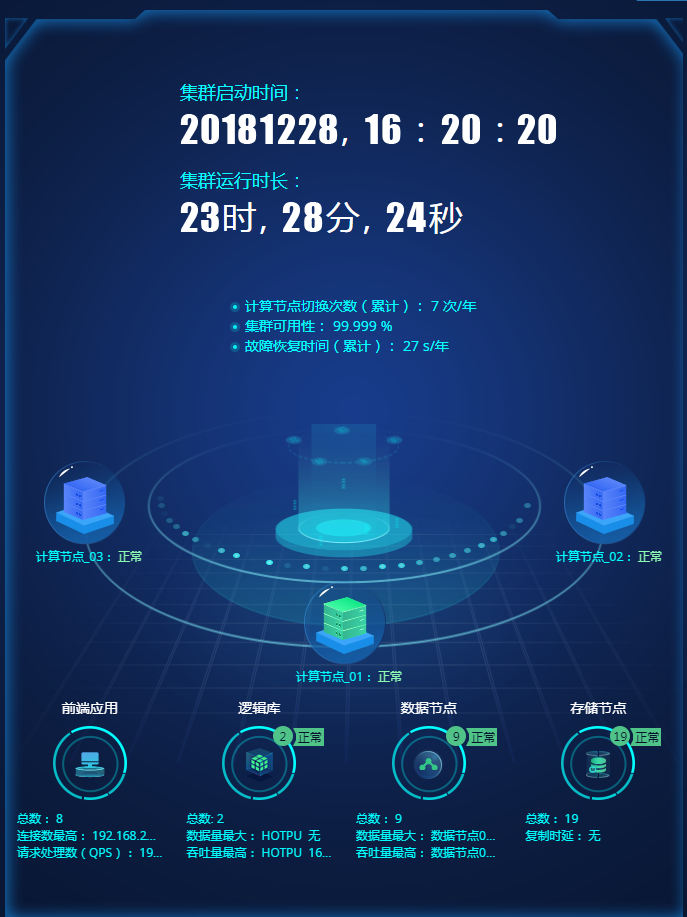 集群启动时间：
20181228, 16 : 20 : 20
集群运行时长：
23时, 28分, 24秒
计算节点切换次数（累计）：7 次/年
集群可用性：99.999 %
故障恢复时间（累计）：27 s/年
计算节点_03：正常
计算节点_02：正常
计算节点_01：正常
前端应用
逻辑库
数据节点
存储节点
2 正常
9 正常
19 正常
总数：8
连接数最高：192.168.2...
请求处理数（QPS）：19...
总数: 2
数据量最大：HOTPU 无
吞吐量最高：HOTPU 16...
总数：9
数据量最大：数据节点0...
吞吐量最高：数据节点0...
总数：19
复制时延：无